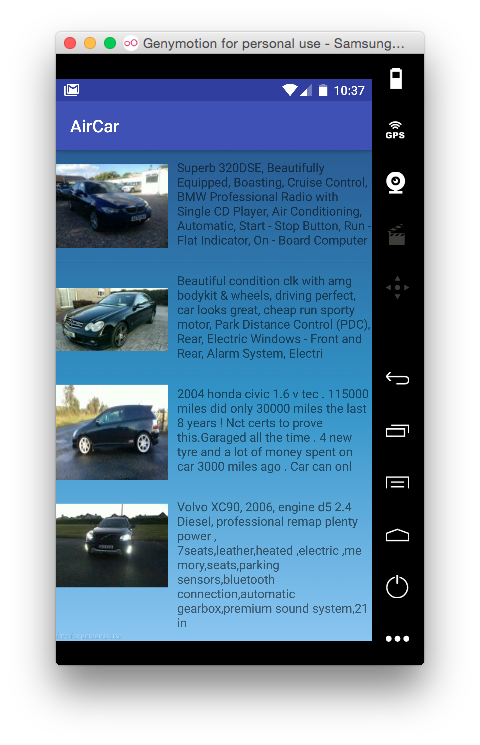 Genymotion for personal use - Samsung...
10:37
GPS
AirCar
Superb 320DSE, Beautifully
Equipped, Boasting, Cruise Control,
BMW Professional Radio with
Single CD Player, Air Conditioning,
Automatic, Start - Stop Button, Run -
Flat Indicator, On - Board Computer
Beautiful condition clk with amg
bodykit & wheels, driving perfect,
car looks great, cheap run sporty
motor, Park Distance Control (PDC),
Rear, Electric Windows - Front and
Rear, Alarm System, Electri
2004 honda civic 1.6 v tec . 115000
miles did only 30000 miles the last
8 years ! Nct certs to prove
this.Garaged all the time . 4 new
tyre and a lot of money spent on
car 3000 miles ago . Car can onl
Volvo XC90, 2006, engine d5 2.4
Diesel, professional remap plenty
power ,
7seats,leather,heated ,electric ,me
mory,seats,parking
sensors,bluetooth
connection,automatic
gearbox,premium sound system,21
in